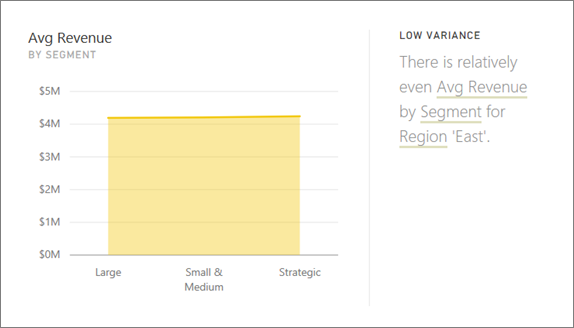 Avg Revenue
BY SEGMENT
$5M
$4M
$3M
$2M
$1M
$0M
Large
Small &
Medium
Strategic
LOW VARIANCE
There is relatively
even Avg Revenue
by Segment for
Region 'East'.